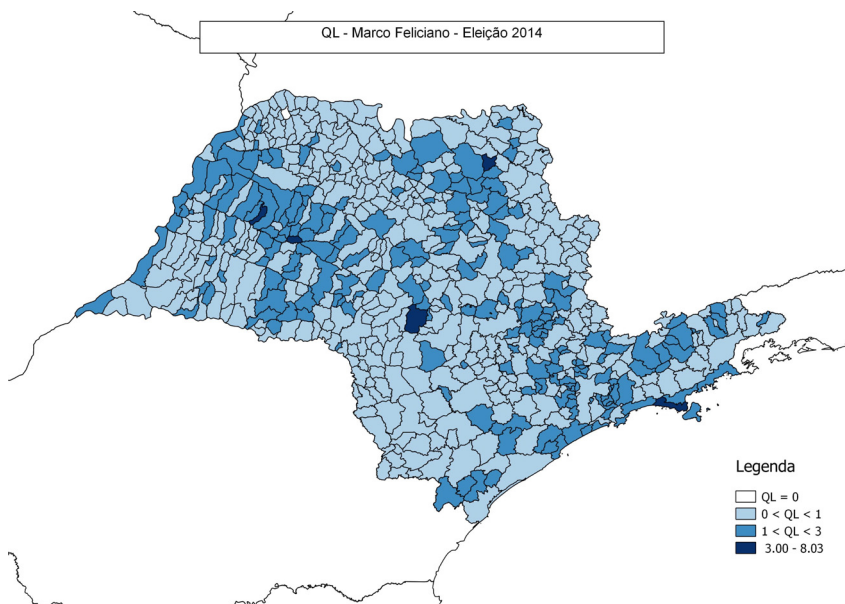 QL - Marco Feliciano - Eleição 2014
Legenda
QL = 0
0 < QL < 1
1 < QL < 3
3.00 - 8.03